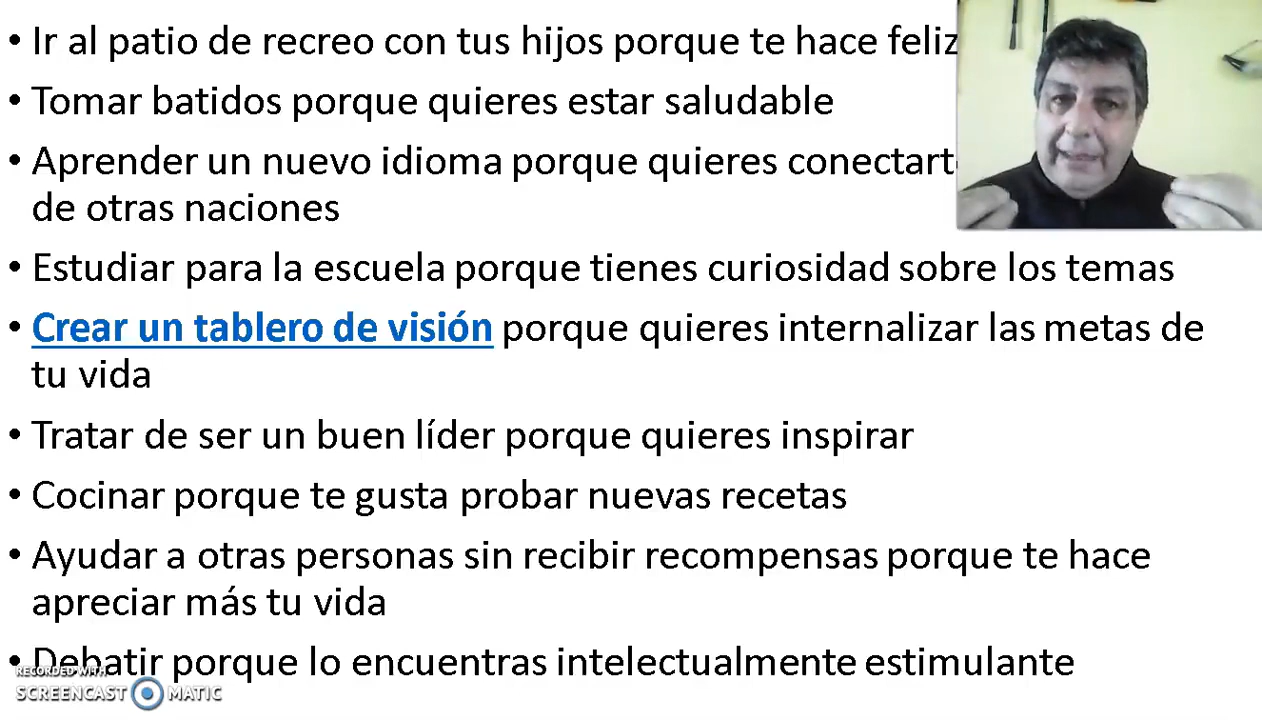 • Ir al patio de recreo con tus hijos porque te hace feliz
• Tomar batidos porque quieres estar saludable
• Aprender un nuevo idioma porque quieres
de otras naciones
• Estudiar para la escuela porque tienes curiosidad sobre los temas
• Crear un tablero de visión porque quieres internalizar las metas de
tu vida
• Tratar de ser un buen líder porque quieres inspirar
• Cocinar porque te gusta probar nuevas recetas
• Ayudar a otras personas sin recibir recompensas porque te hace
apreciar más tu vida
• Debatir porque lo encuentras intelectualmente estimulante
RECORDED WITH
SCREENCAST MATIC